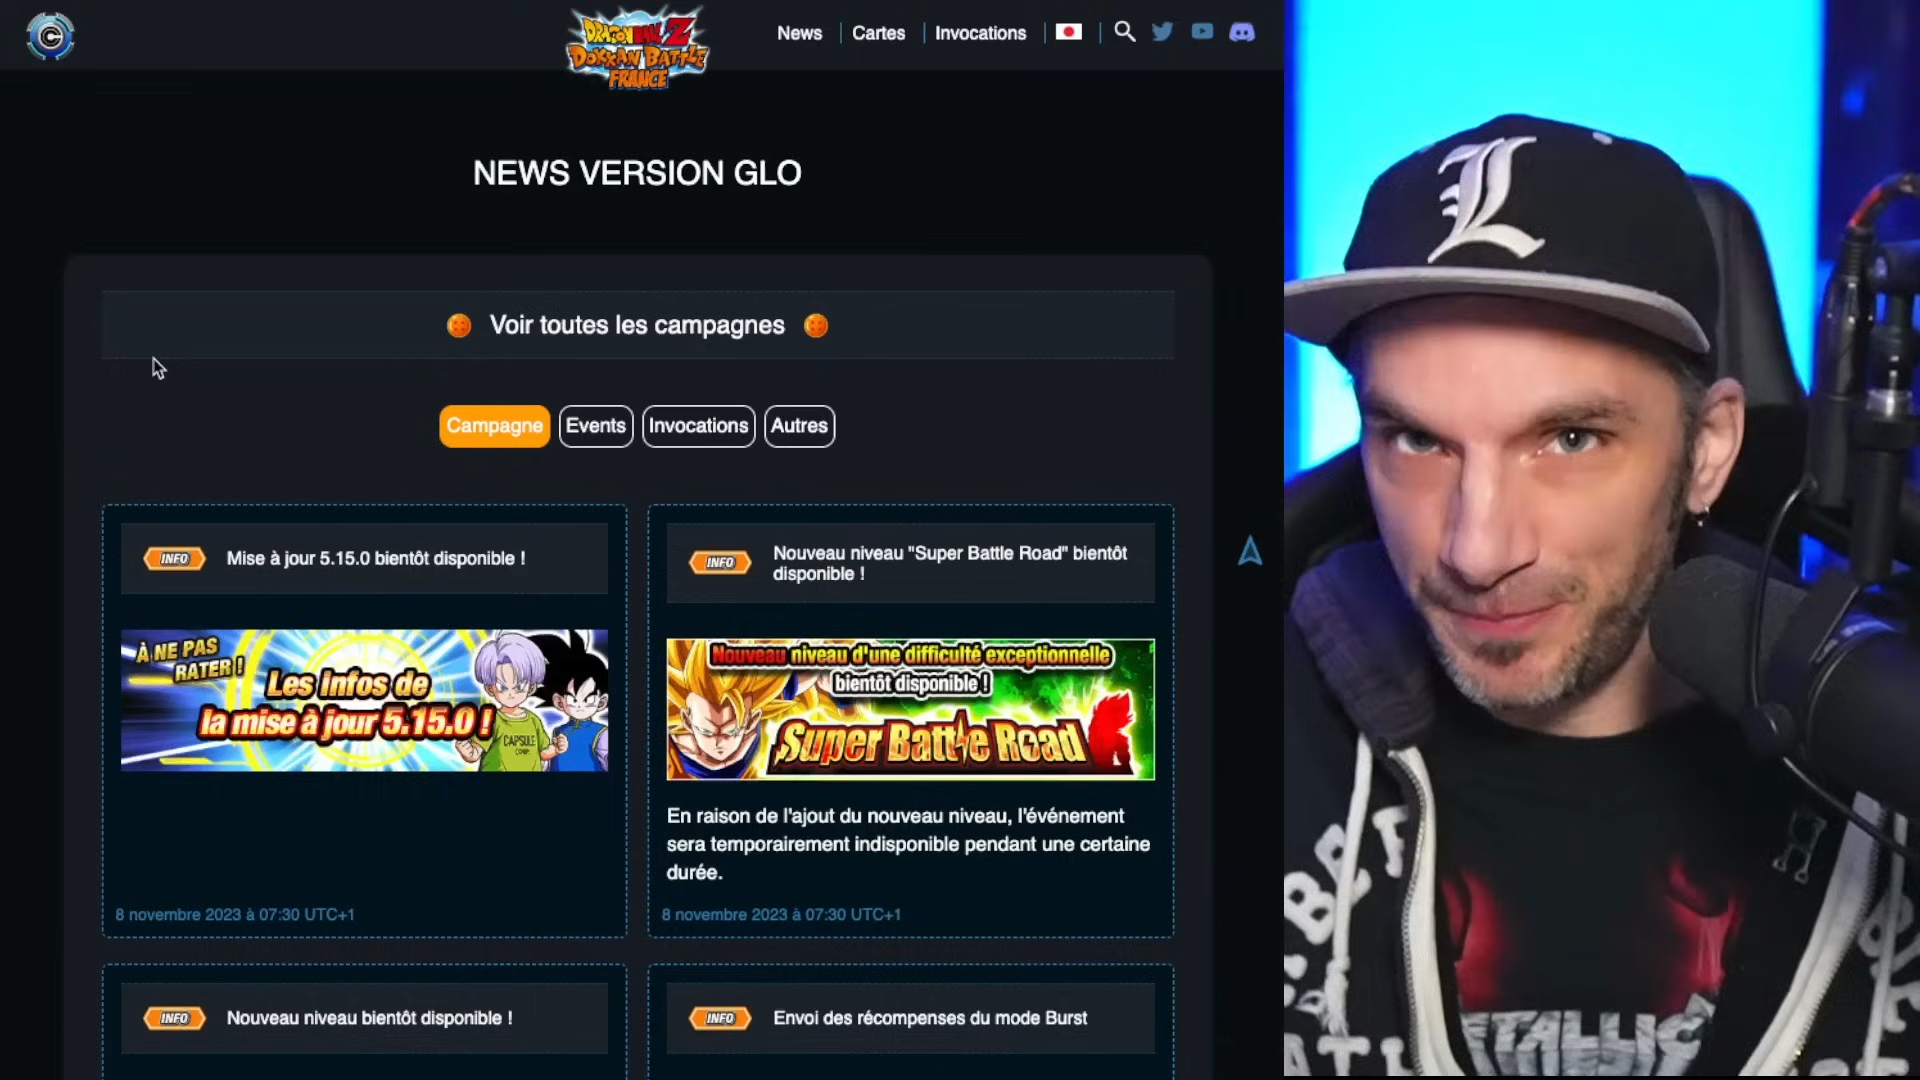 DRAGON BALL Z
DOKKAN BATTLE
FRANCE
News
Cartes
Invocations
NEWS VERSION GLO
Voir toutes les campagnes
Campagne
Events
Invocations
Autres
INFO
Mise à jour 5.15.0 bientôt disponible !
À NE PAS
RATER !
Les infos de
la mise à jour 5.15.0 !
CAPSULE
CORP.
8 novembre 2023 à 07:30 UTC+1
INFO
Nouveau niveau "Super Battle Road" bientôt
disponible !
Nouveau niveau d'une difficulté exceptionnelle
bientôt disponible !
Super Battle Road
En raison de l'ajout du nouveau niveau, l'événement
sera temporairement indisponible pendant une certaine
durée.
8 novembre 2023 à 07:30 UTC+1
INFO
Nouveau niveau bientôt disponible !
INFO
Envoi des récompenses du mode Burst
L